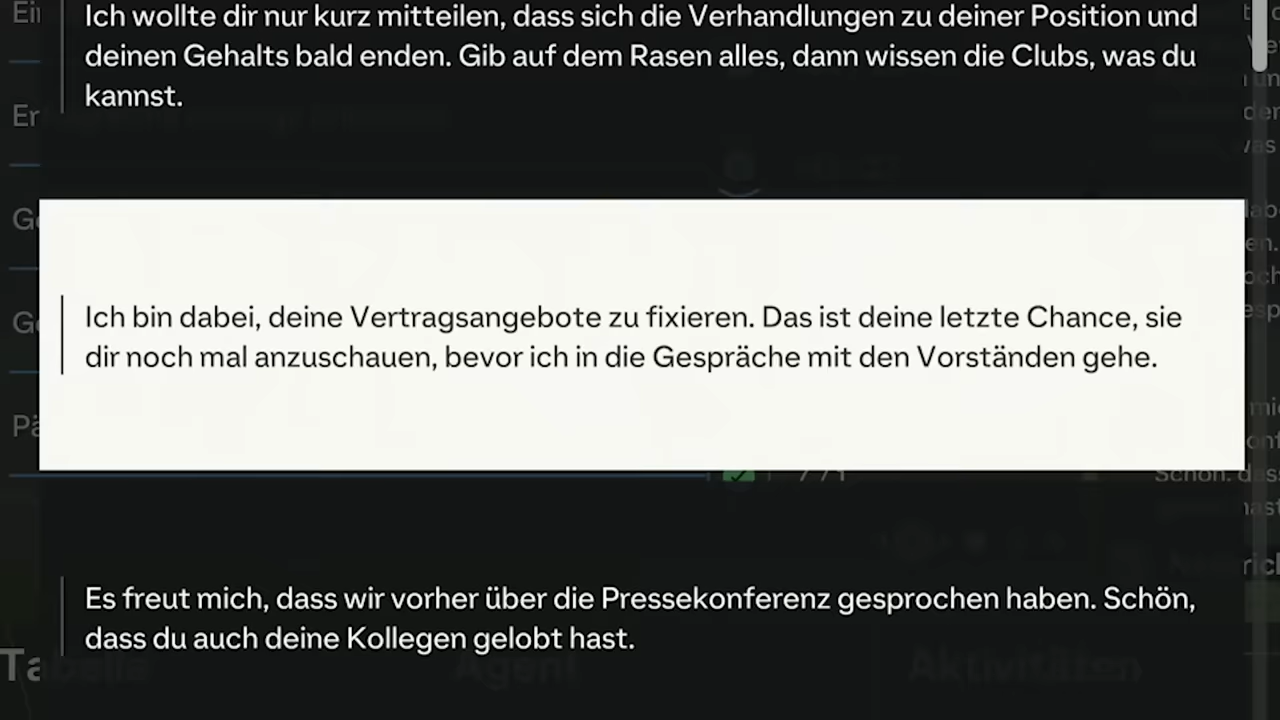 Ich wollte dir nur kurz mitteilen, dass sich die Verhandlungen zu deiner Position und
deinen Gehalts bald enden. Gib auf dem Rasen alles, dann wissen die Clubs, was du
kannst.
Ich bin dabei, deine Vertragsangebote zu fixieren. Das ist deine letzte Chance, sie
dir noch mal anzuschauen, bevor ich in die Gespräche mit den Vorständen gehe.
Es freut mich, dass wir vorher über die Pressekonferenz gesprochen haben. Schön,
dass du auch deine Kollegen gelobt hast.
Tabelle
Agent
Aktivitäten